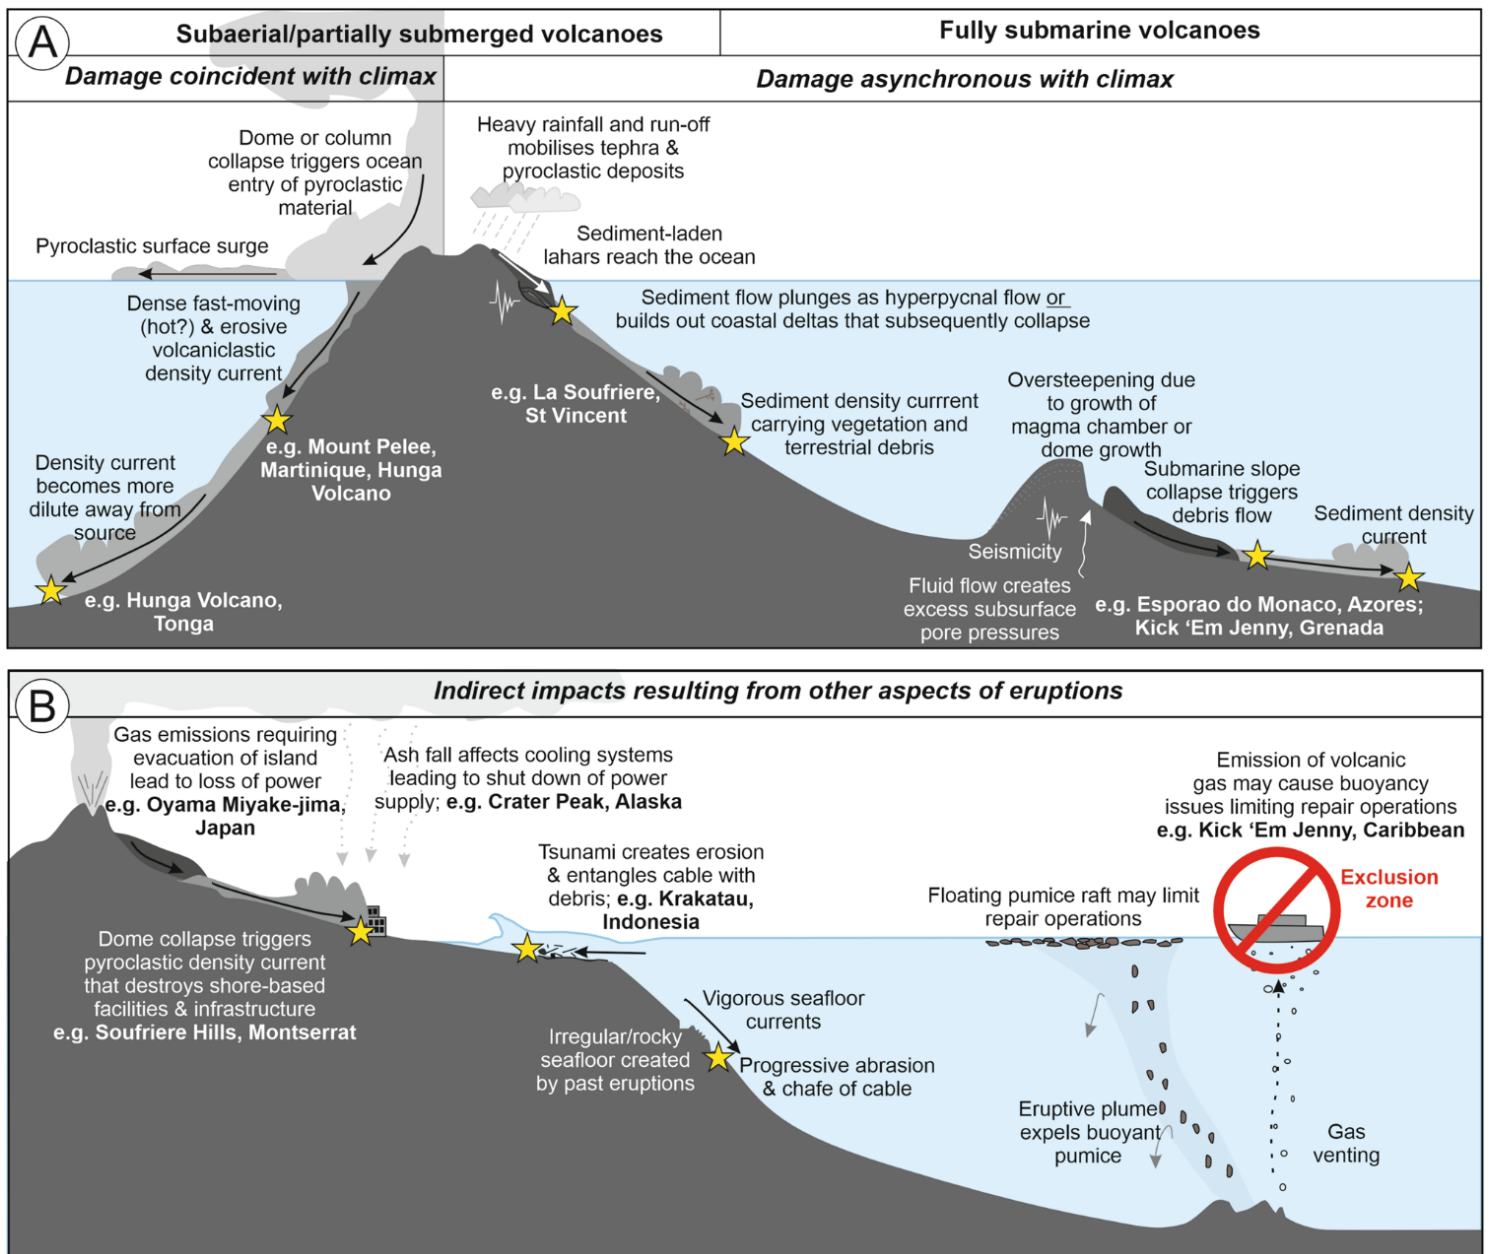 A
Subaerial/partially submerged volcanoes
Fully submarine volcanoes
Damage coincident with climax
Damage asynchronous with climax
Dome or column
collapse triggers ocean
entry of pyroclastic
material
Pyroclastic surface surge
Dense fast-moving
(hot?) & erosive
volcaniclastic
density current
e.g. Mount Pelee,
Martinique, Hunga
Volcano
Density current
becomes more
dilute away from
source
e.g. Hunga Volcano,
Tonga
Heavy rainfall and run-off
mobilises tephra &
pyroclastic deposits
Sediment-laden
lahars reach the ocean
Sediment flow plunges as hyperpycnal flow or
builds out coastal deltas that subsequently collapse
e.g. La Soufriere,
St Vincent
Sediment density currrent
carrying vegetation and
terrestrial debris
Oversteepening due
to growth of
magma chamber or
dome growth
Submarine slope
collapse triggers
debris flow
Sediment density
current
Seismicity
Fluid flow creates
excess subsurface
pore pressures
e.g. Esporao do Monaco, Azores;
Kick ‘Em Jenny, Grenada
B
Indirect impacts resulting from other aspects of eruptions
Gas emissions requiring
evacuation of island
lead to loss of power
e.g. Oyama Miyake-jima,
Japan
Ash fall affects cooling systems
leading to shut down of power
supply; e.g. Crater Peak, Alaska
Dome collapse triggers
pyroclastic density current
that destroys shore-based
facilities & infrastructure
e.g. Soufriere Hills, Montserrat
Tsunami creates erosion
& entangles cable with
debris; e.g. Krakatau,
Indonesia
Irregular/rocky
seafloor created
by past eruptions
Vigorous seafloor
currents
Progressive abrasion
& chafe of cable
Floating pumice raft may limit
repair operations
Emission of volcanic
gas may cause buoyancy
issues limiting repair operations
e.g. Kick ‘Em Jenny, Caribbean
Exclusion
zone
Eruptive plume
expels buoyant
pumice
Gas
venting